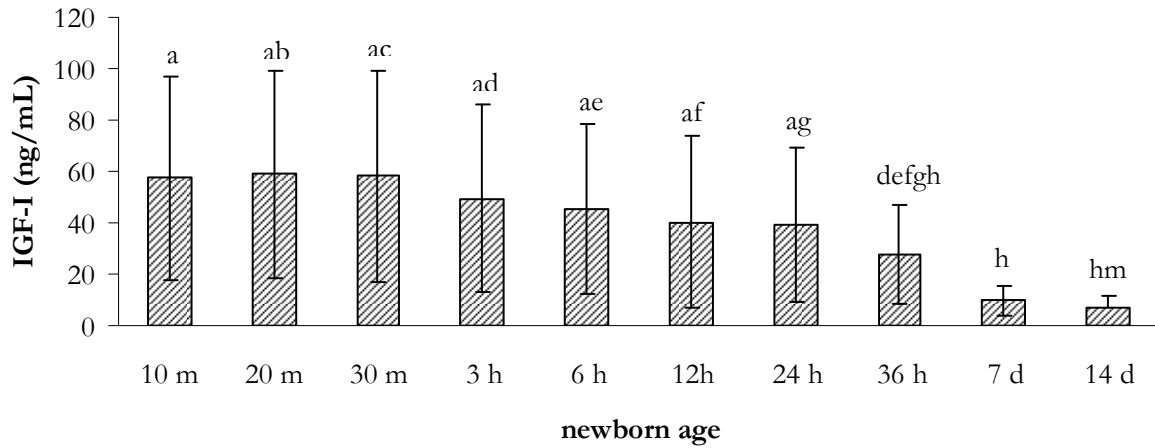 120
100
80
60
40
20
0
IGF-I (ng/mL)
a
ab
ac
ad
ae
af
ag
defgh
h
hm
10 m 20 m 30 m 3 h 6 h 12h 24 h 36 h 7 d 14 d
newborn age